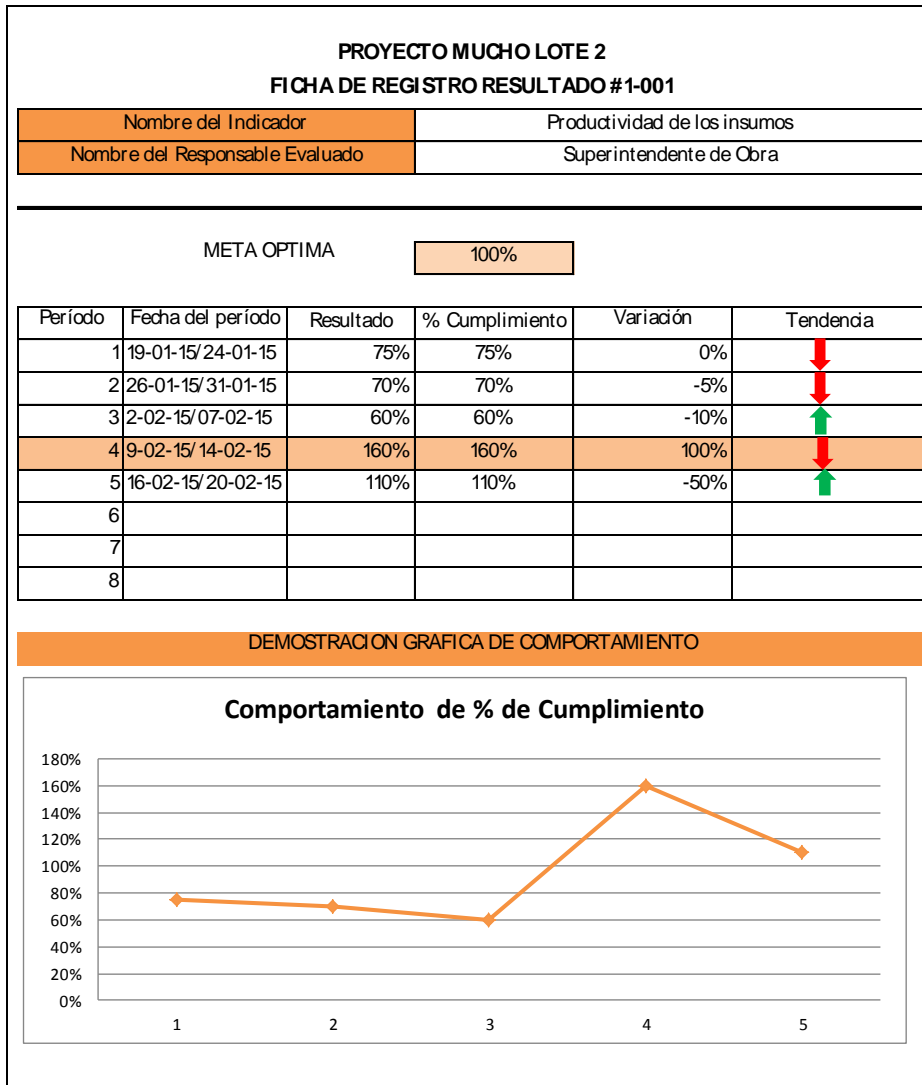 PROYECTO MUCHO LOTE 2
FICHA DE REGISTRO RESULTADO #1-001
Nombre del Indicador Productividad de los insumos
Nombre del Responsable Evaluado Superintendente de Obra
META OPTIMA 100%
Período Fecha del período Resultado % Cumplimiento Variación Tendencia
1 19-01-15/24-01-15 75% 75% 0%
2 26-01-15/31-01-15 70% 70% -5%
3 2-02-15/07-02-15 60% 60% -10%
4 9-02-15/14-02-15 160% 160% 100%
5 16-02-15/20-02-15 110% 110% -50%
6
7
8
DEMOSTRACION GRAFICA DE COMPORTAMIENTO
Comportamiento de % de Cumplimiento
180%
160%
140%
120%
100%
80%
60%
40%
20%
0%
1 2 3 4 5